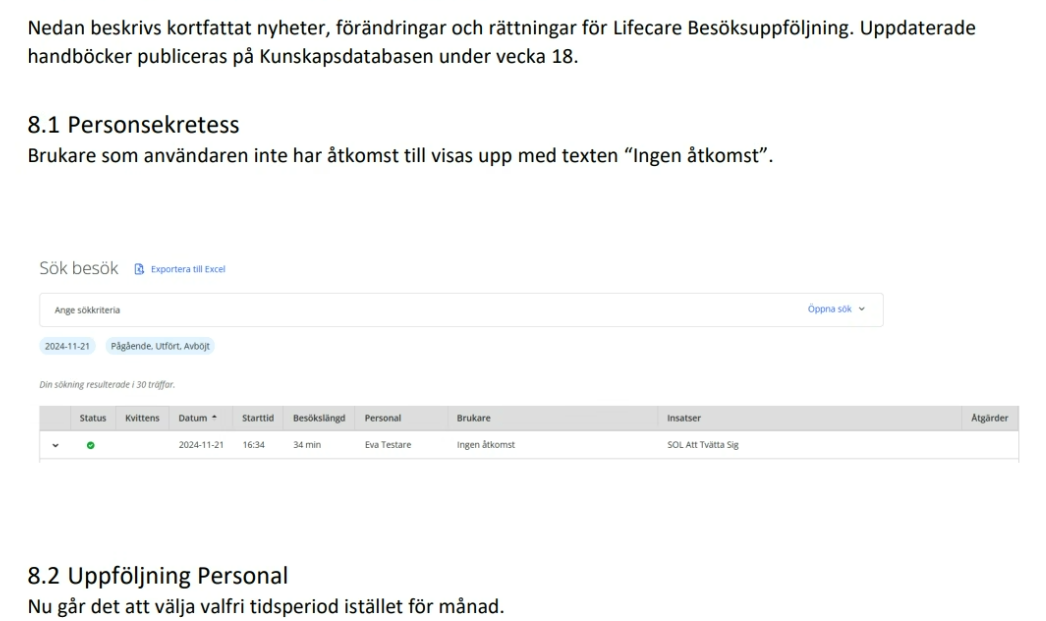 Nedan beskrivs kortfattat nyheter, förändringar och rättningar för Lifecare Besöksuppföljning. Uppdaterade
handböcker publiceras på Kunskapsdatabasen under vecka 18.
8.1 Personsekretess
Brukare som användaren inte har åtkomst till visas upp med texten “Ingen åtkomst”.
Sök besök Exportera till Excel
Ange sökkriteria Öppna sök
2024-11-21 Pågående, Utfört, Avböjt
Din sökning resulterade i 30 träffar.
Status Kvittens Datum Starttid Besökslängd Personal Brukare Insatser Åtgärder
2024-11-21 16:34 34 min Eva Testare Ingen åtkomst SOL Att Tvätta Sig
8.2 Uppföljning Personal
Nu går det att välja valfri tidsperiod istället för månad.